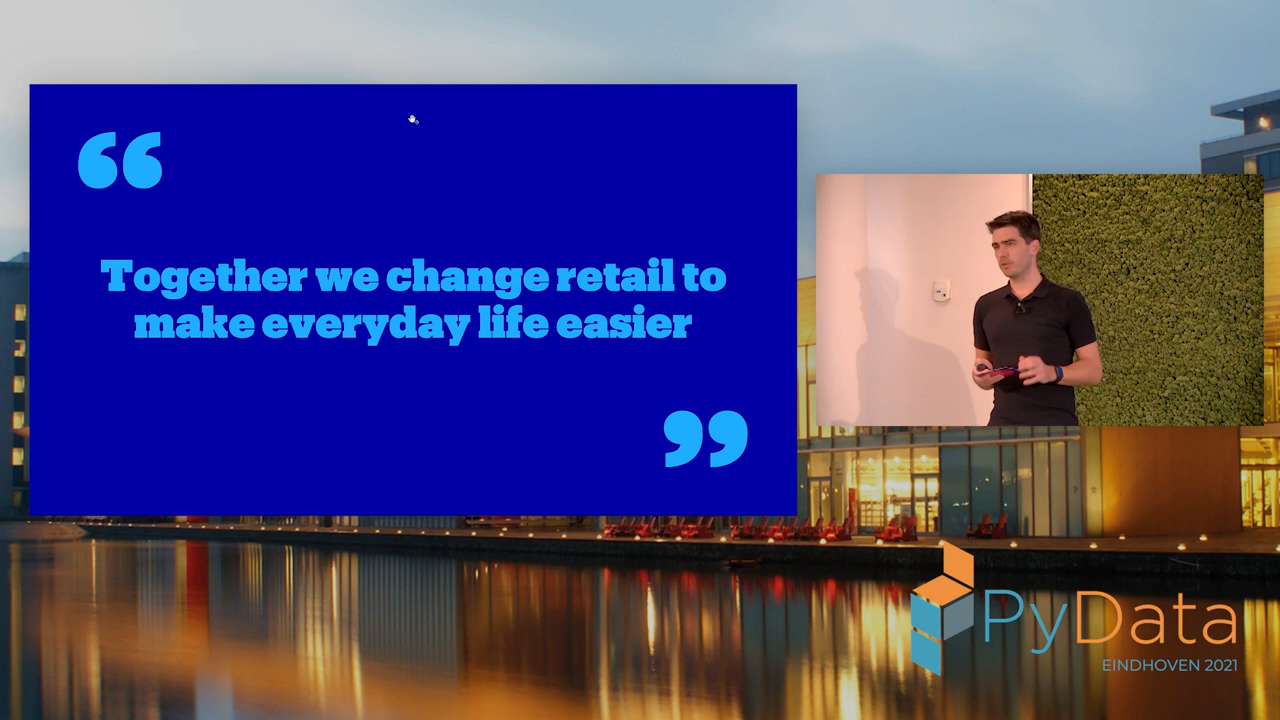 “
Together we change retail to
make everyday life easier
”
PyData
EINDHOVEN 2021